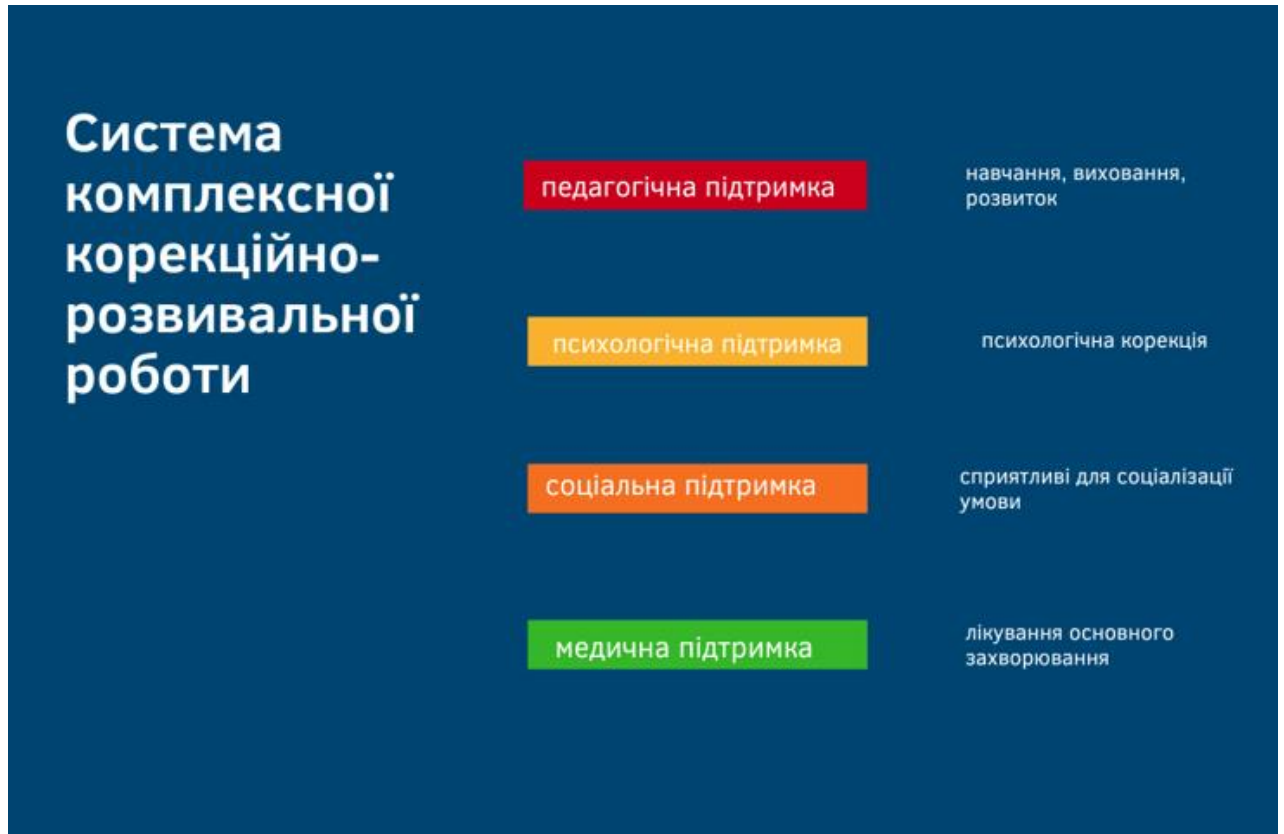 Система
комплексної
корекційно-
розвивальної
роботи
педагогічна підтримка
навчання, виховання,
розвиток
психологічна підтримка
психологічна корекція
соціальна підтримка
сприятливі для соціалізації
умови
медична підтримка
лікування основного
захворювання